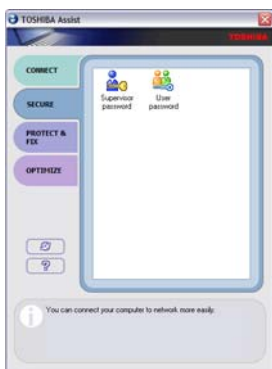 TOSHIBA Assist
TOSHIBA
CONNECT
SECURE
PROTECT &
FIX
OPTIMIZE
Supervisor
password
User
password
?
You can connect your computer to network more easily.